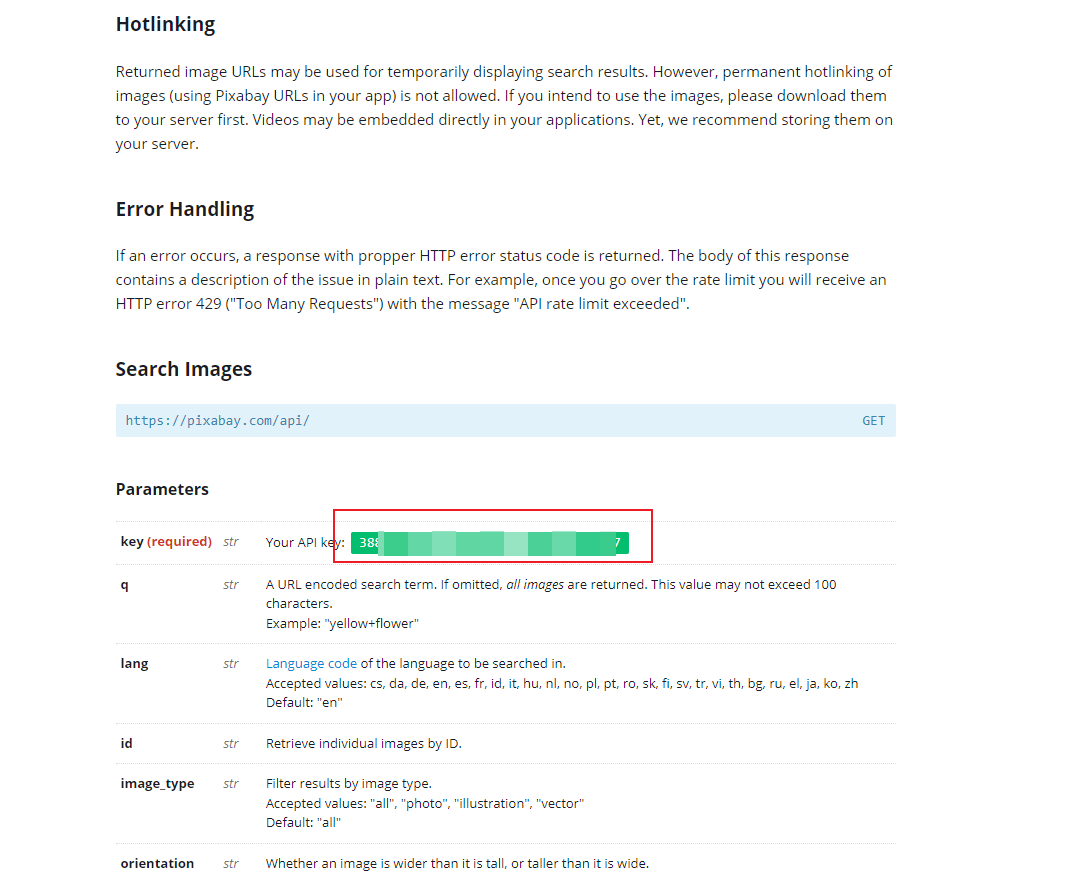 Hotlinking
Returned image URLs may be used for temporarily displaying search results. However, permanent hotlinking of
images (using Pixabay URLs in your app) is not allowed. If you intend to use the images, please download them
to your server first. Videos may be embedded directly in your applications. Yet, we recommend storing them on
your server.
Error Handling
If an error occurs, a response with propper HTTP error status code is returned. The body of this response
contains a description of the issue in plain text. For example, once you go over the rate limit you will receive an
HTTP error 429 ("Too Many Requests") with the message "API rate limit exceeded".
Search Images
https://pixabay.com/api/ GET
Parameters
key (required) str Your API key:
q str A URL encoded search term. If omitted, all images are returned. This value may not exceed 100
characters.
Example: "yellow+flower"
lang str Language code of the language to be searched in.
Accepted values: cs, da, de, en, es, fr, id, it, hu, nl, no, pl, pt, ro, sk, fi, sv, tr, vi, th, bg, ru, el, ja, ko, zh
Default: "en"
id str Retrieve individual images by ID.
image_type str Filter results by image type.
Accepted values: "all", "photo", "illustration", "vector"
Default: "all"
orientation str Whether an image is wider than it is tall, or taller than it is wide.